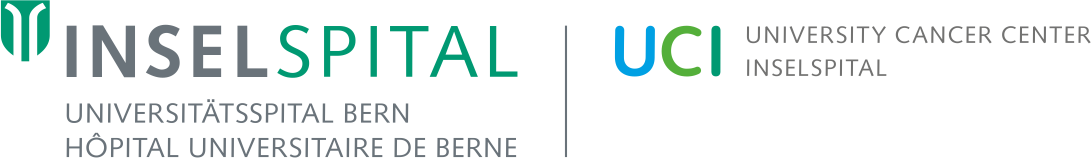 INSELSPITAL
UNIVERSITÄTSSPITAL BERN
HÔPITAL UNIVERSITAIRE DE BERNE
UCI
UNIVERSITY CANCER CENTER
INSELSPITAL